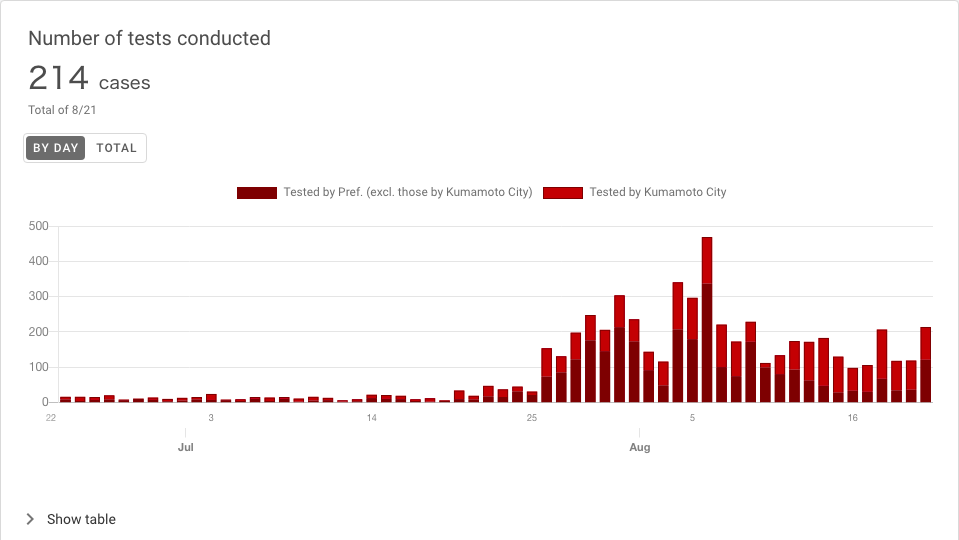 Number of tests conducted
214 cases
Total of 8/21
BY DAY TOTAL
Tested by Pref. (excl. those by Kumamoto City) Tested by Kumamoto City
500
400
300
200
100
0
22 3 14 25 5 16
Jul Aug
Show table